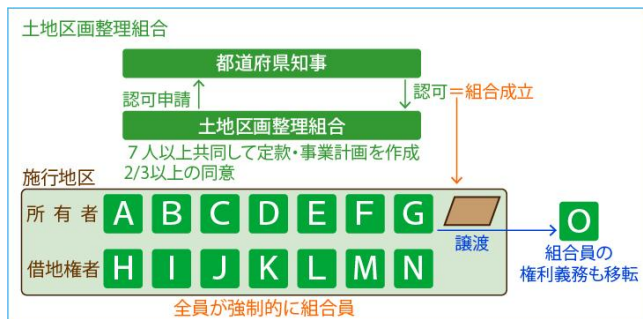 土地区画整理組合
都道府県知事
認可申請
認可=組合成立
土地区画整理組合
7人以上共同して定款・事業計画を作成
2/3以上の同意
施行地区
所有者 A B C D E F G
譲渡
O
組合員の
権利義務も移転
借地権者 H I J K L M N
全員が強制的に組合員